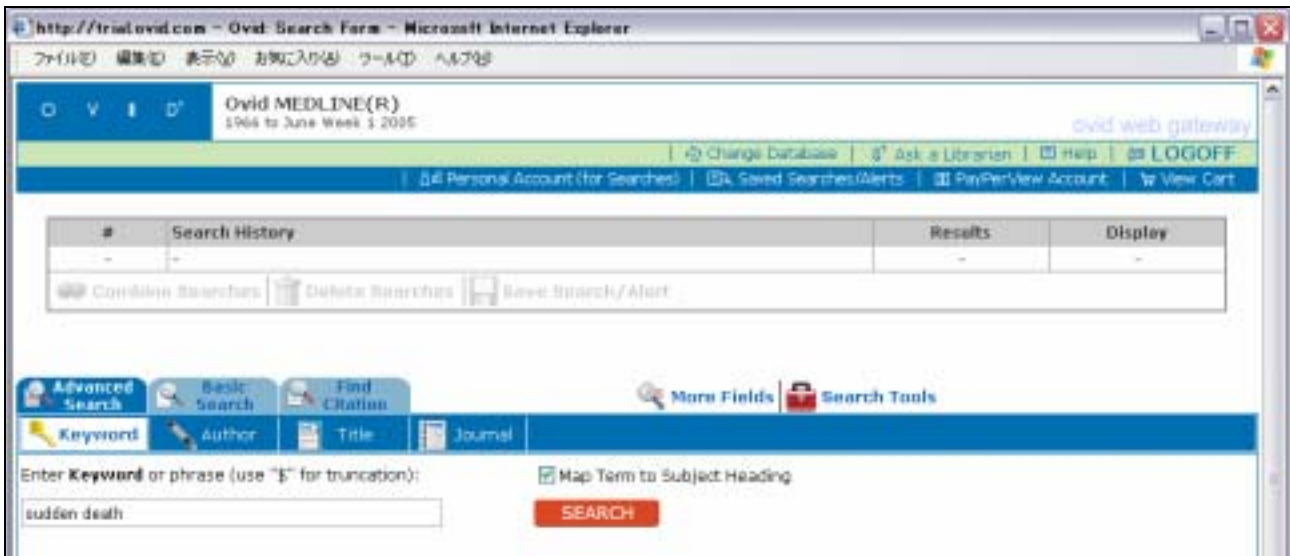 http://trial.ovid.com - Ovid: Search Form - Microsoft Internet Explorer
ファイル(F) 編集(E) 表示(V) お気に入り(A) ツール(T) ヘルプ(H)
O V I D
Ovid MEDLINE(R)
1966 to June Week 1 2005
ovid web gateway
Change Database | Ask a Librarian | Help | LOGOFF
Personal Account (for Searches) | Saved Searches/Alerts | PayPerView Account | View Cart
# Search History Results Display
- - - -
Combine Searches Delete Searches Save Search/Alert
Advanced Search Basic Search Find Citation More Fields Search Tools
Keyword Author Title Journal
Enter Keyword or phrase (use "$" for truncation): Map Term to Subject Heading
sudden death SEARCH